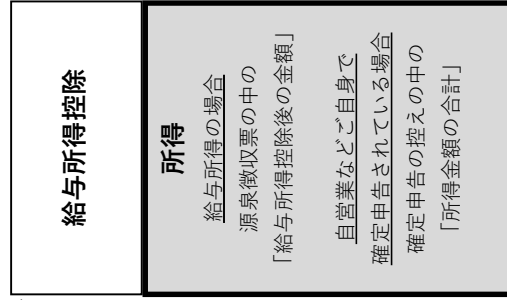 給与所得控除
所得
給与所得の場合
源泉徴収票の中の
「給与所得控除後の金額」
自営業などご自身で
確定申告されている場合
確定申告の控えの中の
「所得金額の合計」